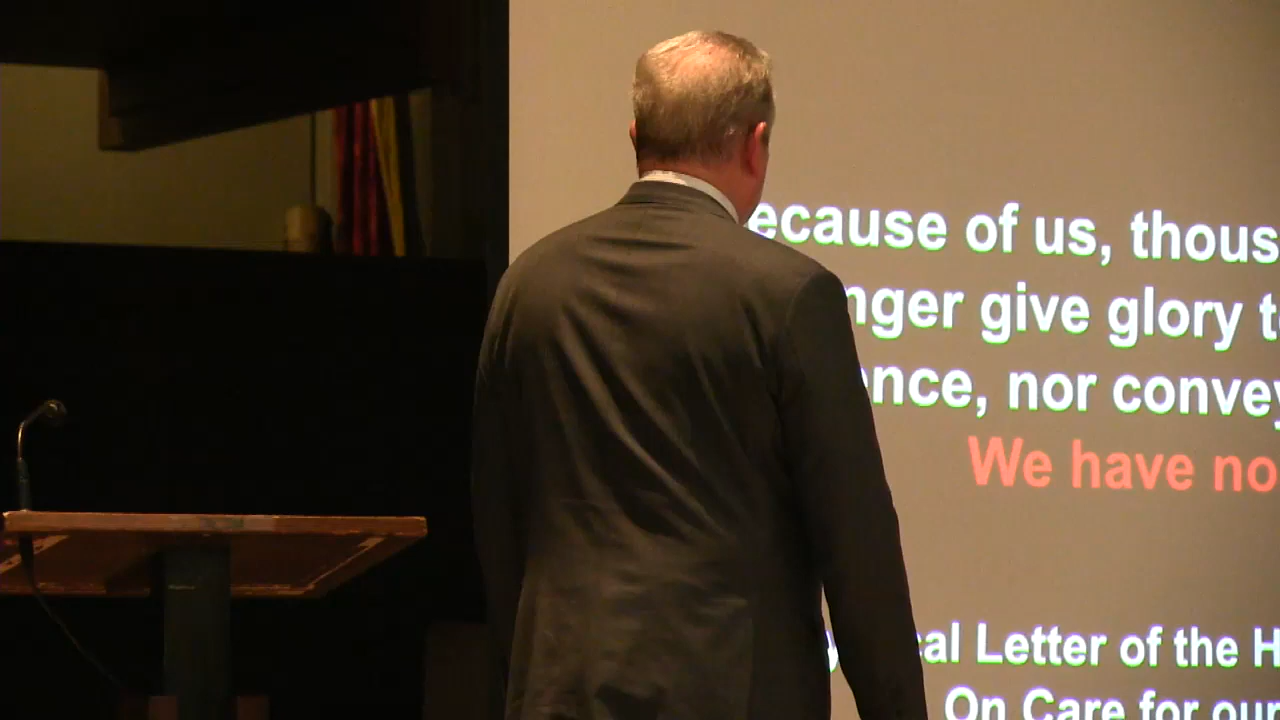 ecause of us, thous
nger give glory t
ance, nor convey
We have no
cal Letter of the H
On Care for our